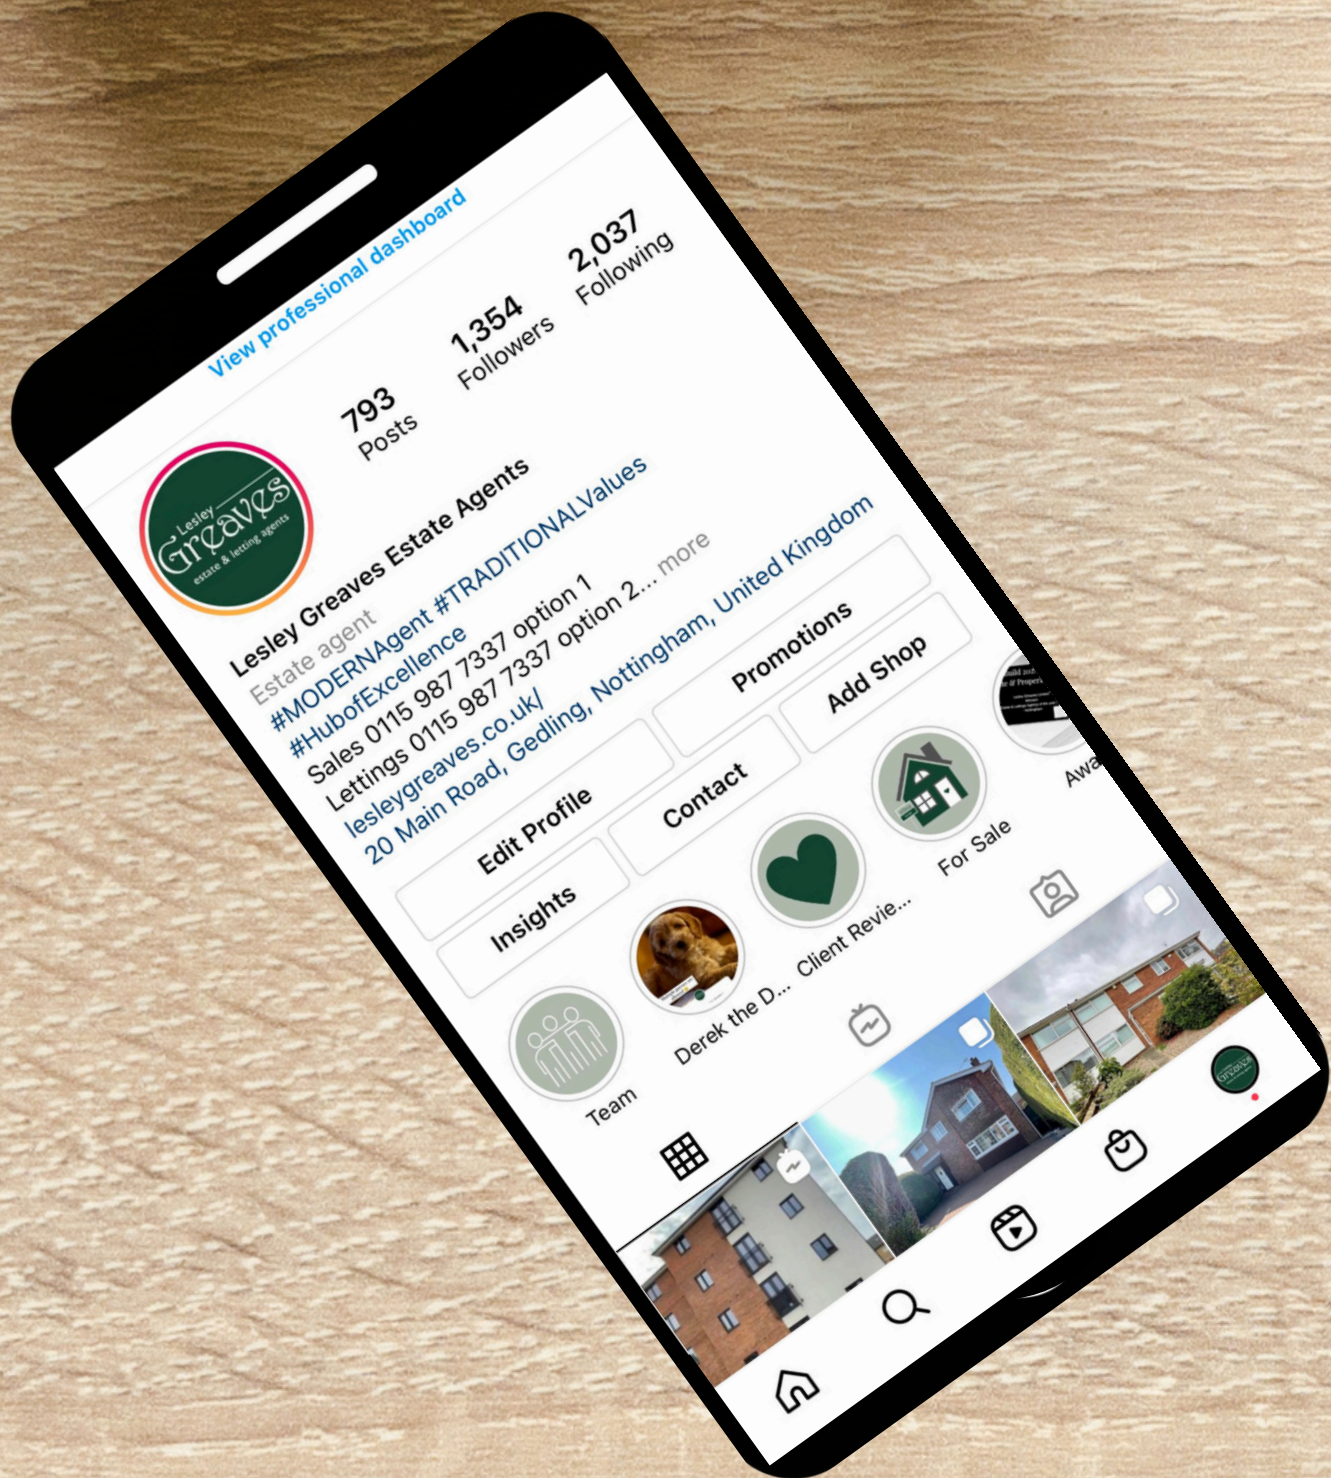 View professional dashboard
793
Posts
1,354
Followers
2,037
Following
Lesley
Greaves
estate & letting agents
Lesley Greaves Estate Agents
Estate agent
#MODERNAgent #TRADITIONALValues
#HubofExcellence
Sales 0115 987 7337 option 1
Lettings 0115 987 7337 option 2... more
lesleygreaves.co.uk/
20 Main Road, Gedling, Nottingham, United Kingdom
Edit Profile
Promotions
Insights
Contact
Add Shop
Team
Derek the D...
Client Revie...
For Sale
Awa
Greaves